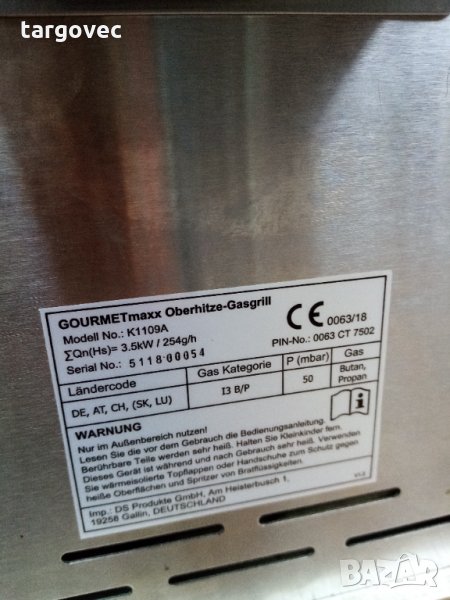 targovec
GOURMETmaxx Oberhitze-Gasgrill
Modell No.: K1109A
∑Qn(Hs)= 3.5kW / 254g/h
Serial No.: 5118-00054
CE 0063/18
PIN-No.: 0063 CT 7502
Ländercode Gas Kategorie P (mbar) Gas
DE, AT, CH, (SK, LU) I3 B/P 50 Butan, Propan
WARNUNG
Nur im Außenbereich nutzen!
Lesen Sie die vor dem Gebrauch die Bedienungsanleitung.
Berührbare Teile werden sehr heiß. Halten Sie Kleinkinder fern.
Dieses Gerät ist während und nach Gebrauch sehr heiß. Verwenden
Sie wärmeisolierte Topflappen oder Handschuhe zum Schutz gegen
heiße Oberflächen und Spritzer von Bratflüssigkeiten.
Imp.: DS Produkte GmbH, Am Heisterbusch 1,
19258 Gallin, DEUTSCHLAND
BAZAR